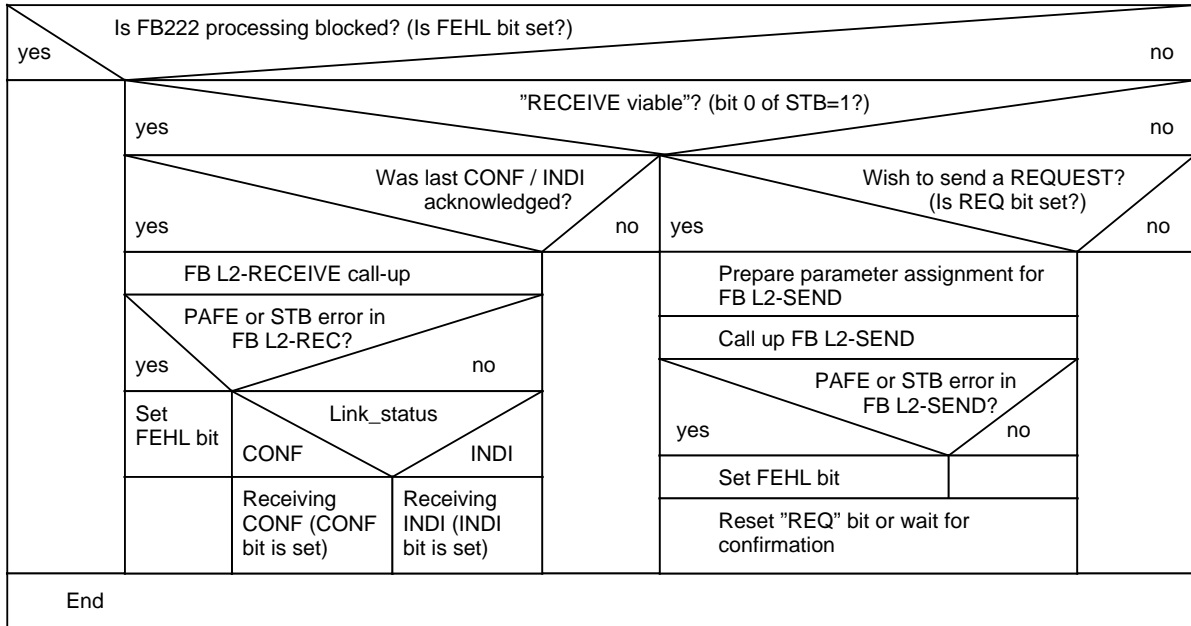 Is FB222 processing blocked? (Is FEHL bit set?)
yes
no
”RECEIVE viable”? (bit 0 of STB=1?)
yes
no
Was last CONF / INDI
acknowledged?
yes
no
Wish to send a REQUEST?
(Is REQ bit set?)
yes
no
FB L2-RECEIVE call-up
PAFE or STB error in
FB L2-REC?
yes
no
Set
FEHL bit
Link_status
CONF
INDI
Receiving
CONF (CONF
bit is set)
Receiving
INDI (INDI
bit is set)
Prepare parameter assignment for
FB L2-SEND
Call up FB L2-SEND
PAFE or STB error in
FB L2-SEND?
yes
no
Set FEHL bit
Reset ”REQ” bit or wait for
confirmation
End